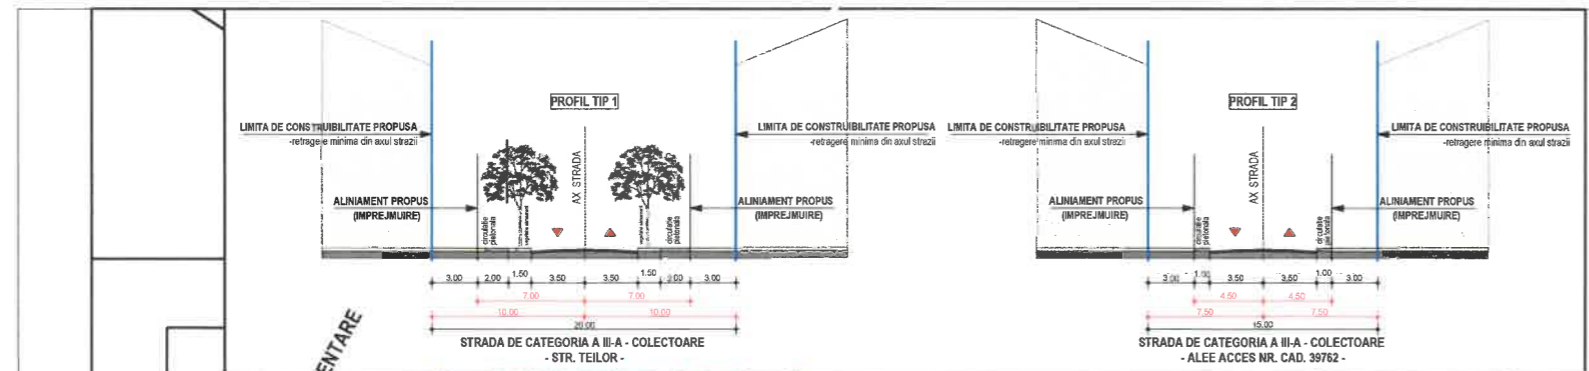 PROFIL TIP 1
LIMITA DE CONSTRUIBILITATE PROPUSA
-retragere minima din axul strazii
LIMITA DE CONSTRUIBILITATE PROPUSA
-retragere minima din axul strazii
AX STRADA
ALINIAMENT PROPUS
(IMPREJMUIRE)
ALINIAMENT PROPUS
(IMPREJMUIRE)
circulatie
pietonala
circulatie
pietonala
3.00 2.00 1.50 3.50 3.50 1.50 2.00 3.00
7.00 7.00
10.00 10.00
20.00
STRADA DE CATEGORIA A III-A - COLECTOARE
- STR. TEILOR -
PROFIL TIP 2
LIMITA DE CONSTRUIBILITATE PROPUSA
-retragere minima din axul strazii
LIMITA DE CONSTRUIBILITATE PROPUSA
-retragere minima din axul strazii
AX STRADA
ALINIAMENT PROPUS
(IMPREJMUIRE)
ALINIAMENT PROPUS
(IMPREJMUIRE)
circulatie
pietonala
circulatie
pietonala
3.00 1.00 3.50 3.50 1.00 3.00
4.50 4.50
7.50 7.50
15.00
STRADA DE CATEGORIA A III-A - COLECTOARE
- ALEE ACCES NR. CAD. 39762 -
ENTARE